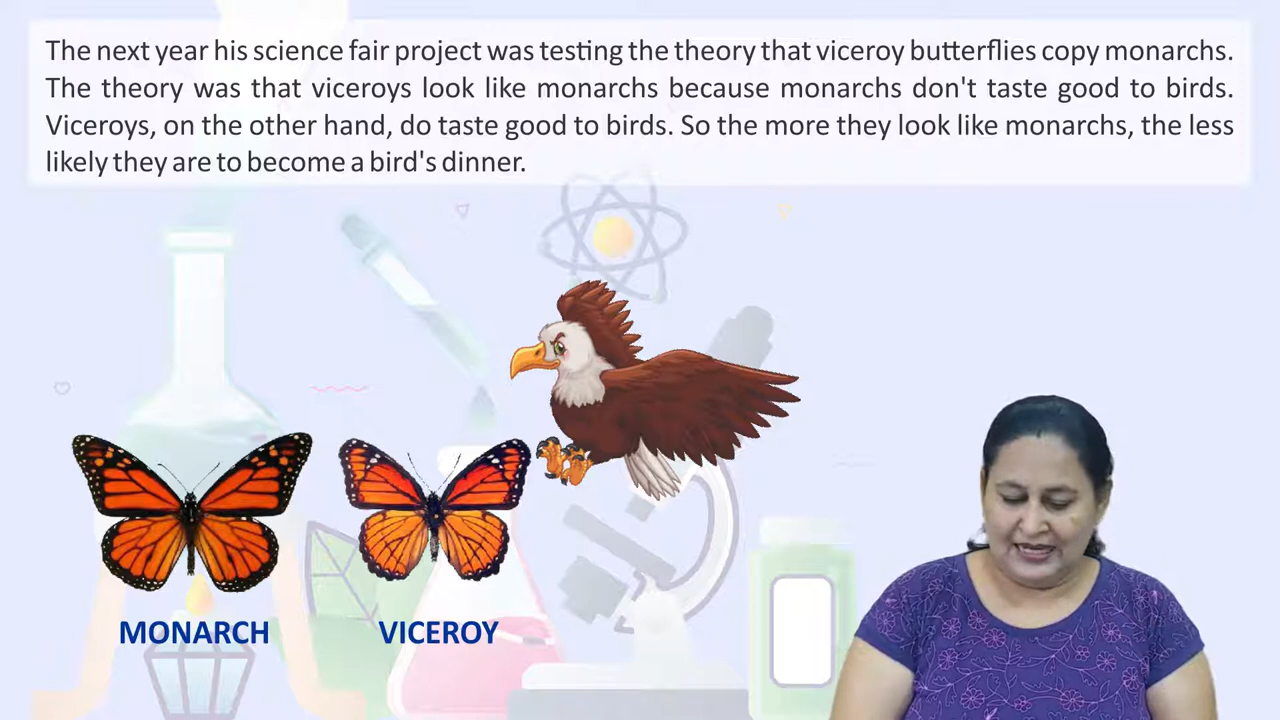 The next year his science fair project was testing the theory that viceroy butterflies copy monarchs.
The theory was that viceroys look like monarchs because monarchs don't taste good to birds.
Viceroys, on the other hand, do taste good to birds. So the more they look like monarchs, the less
likely they are to become a bird's dinner.
MONARCH
VICEROY